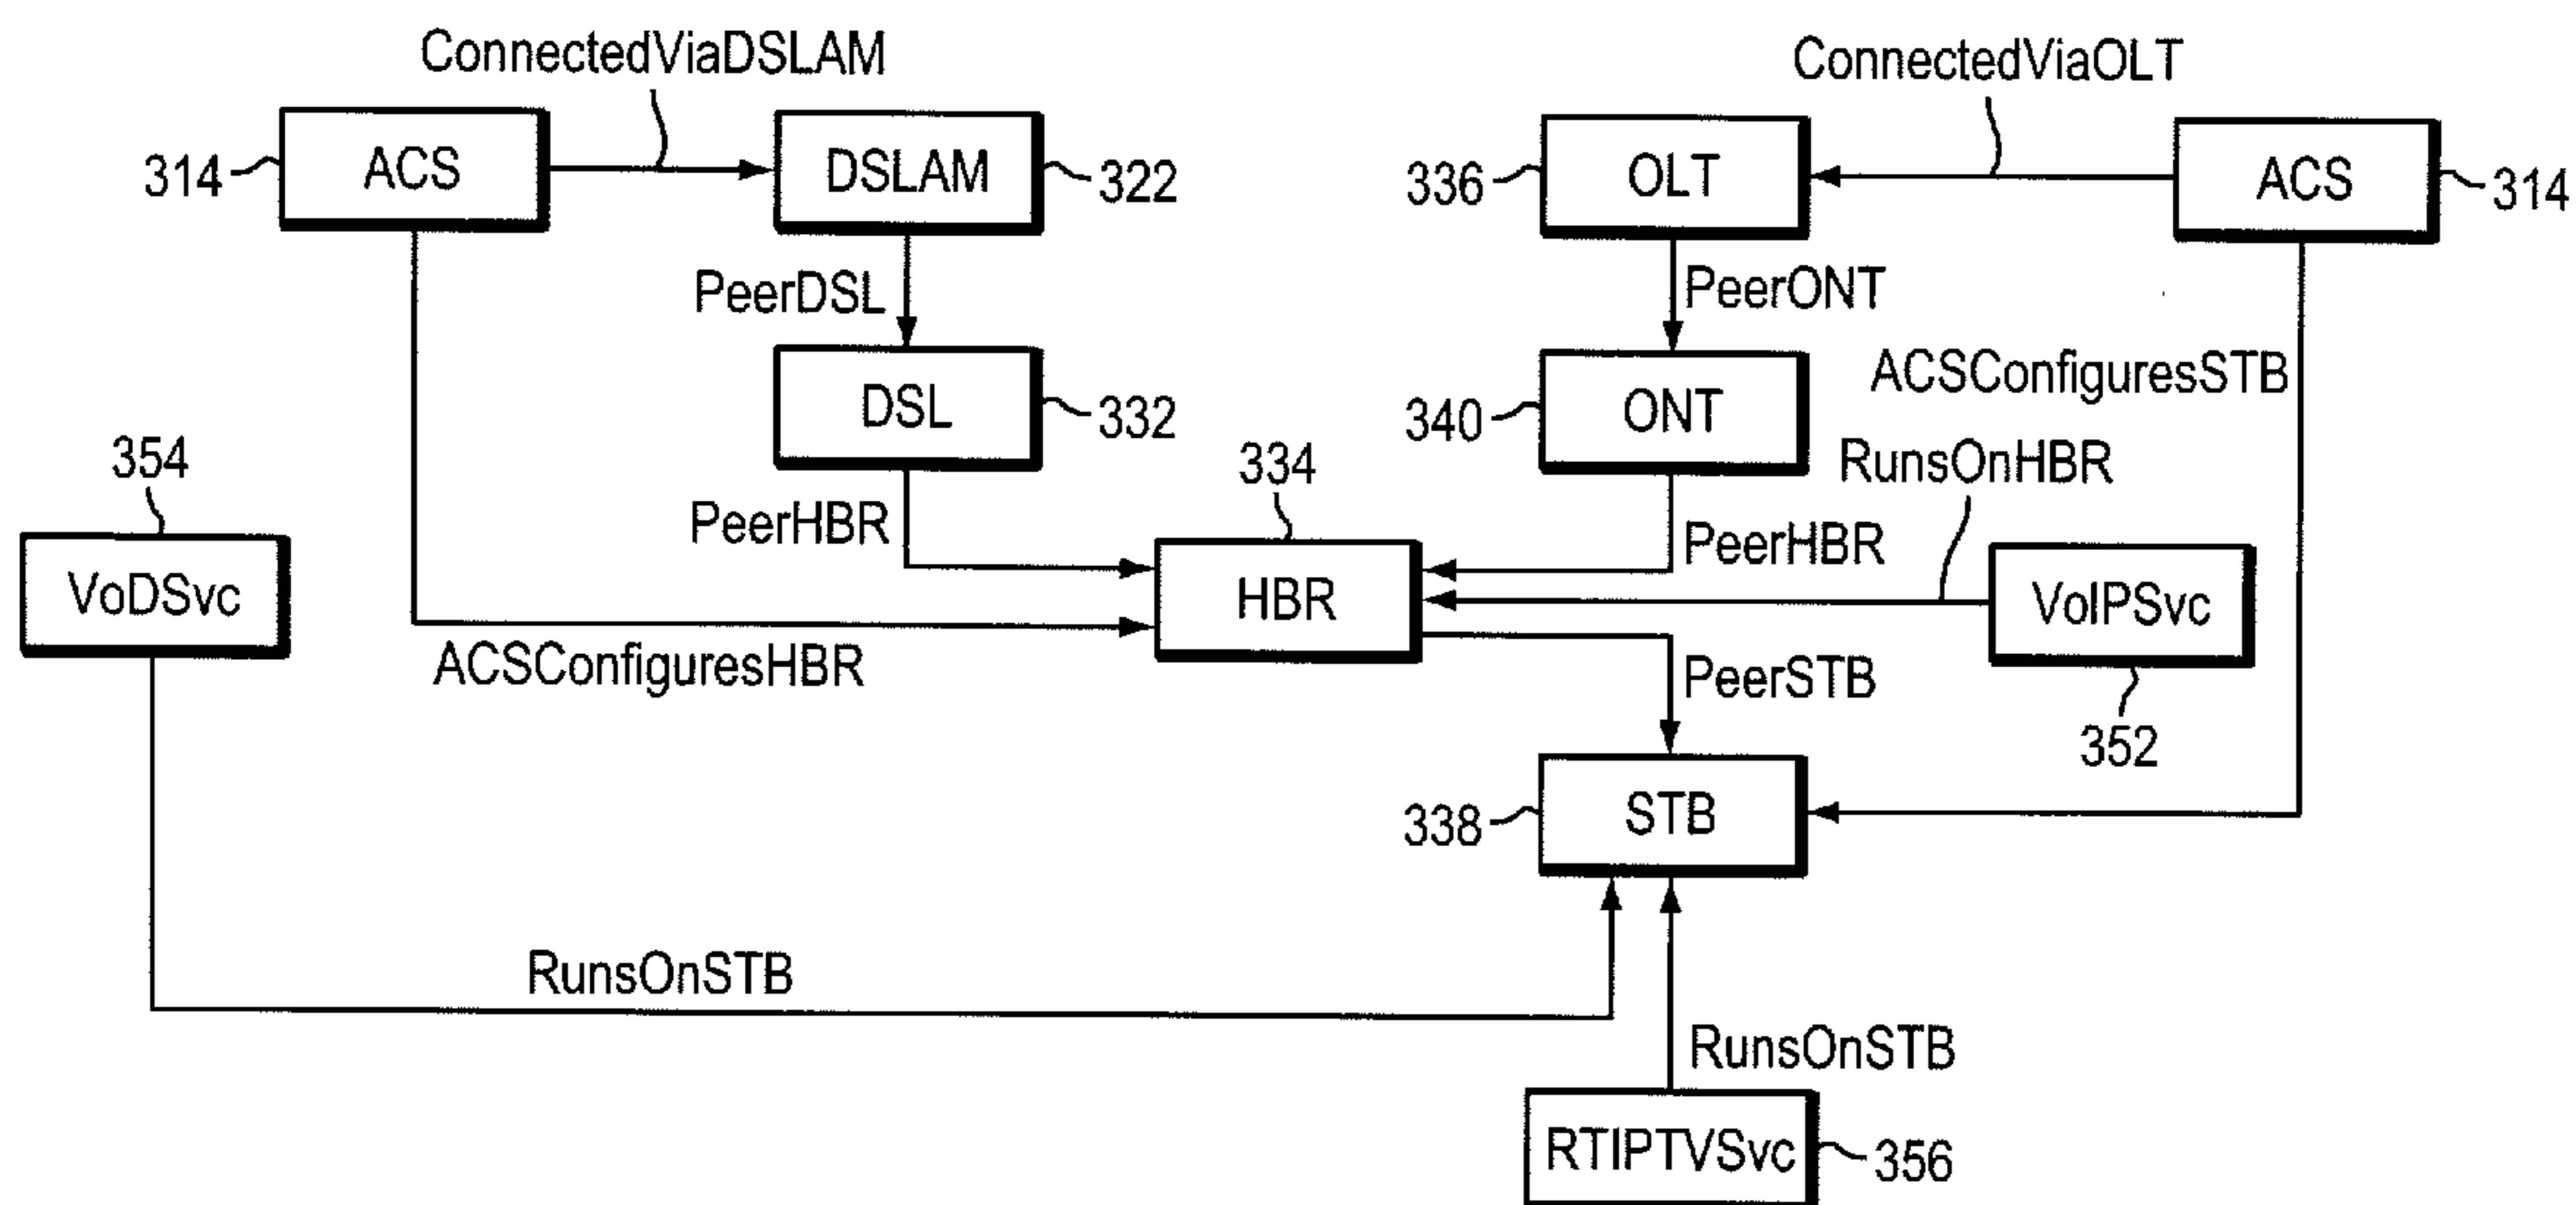 ConnectedViaDSLAM
ConnectedViaOLT
314
ACS
DSLAM
322
336
OLT
ACS
314
PeerDSL
PeerONT
ACSConfiguresSTB
DSL
332
340
ONT
354
334
RunsOnHBR
PeerHBR
PeerHBR
VoDSvc
HBR
VoIPSvc
ACSConfiguresHBR
PeerSTB
352
338
STB
RunsOnSTB
RunsOnSTB
RTIPTVSvc
356